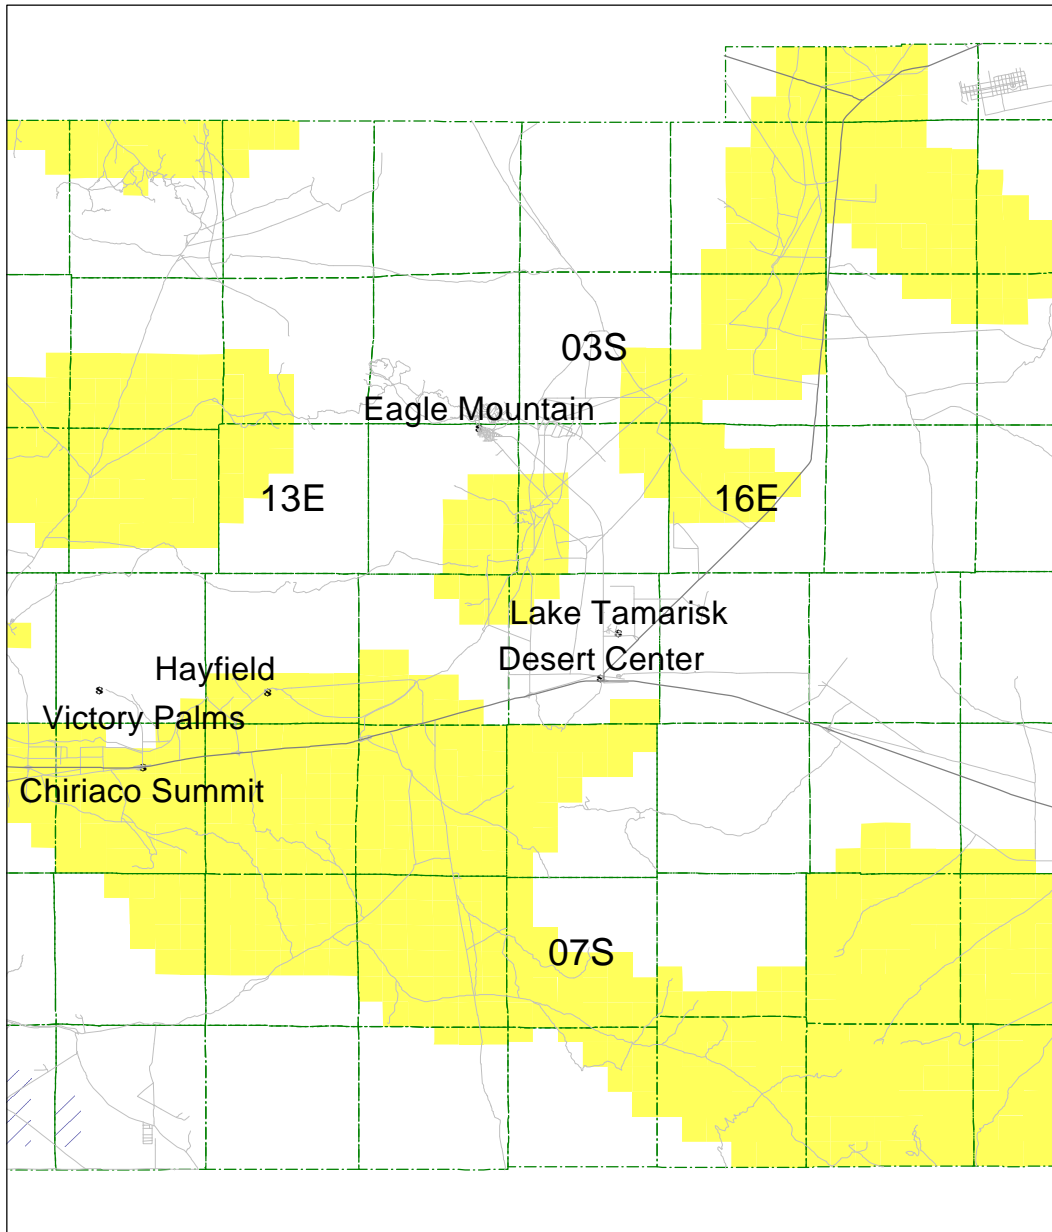 03S
Eagle Mountain
13E
16E
Lake Tamarisk
Desert Center
Hayfield
Victory Palms
Chiriaco Summit
07S